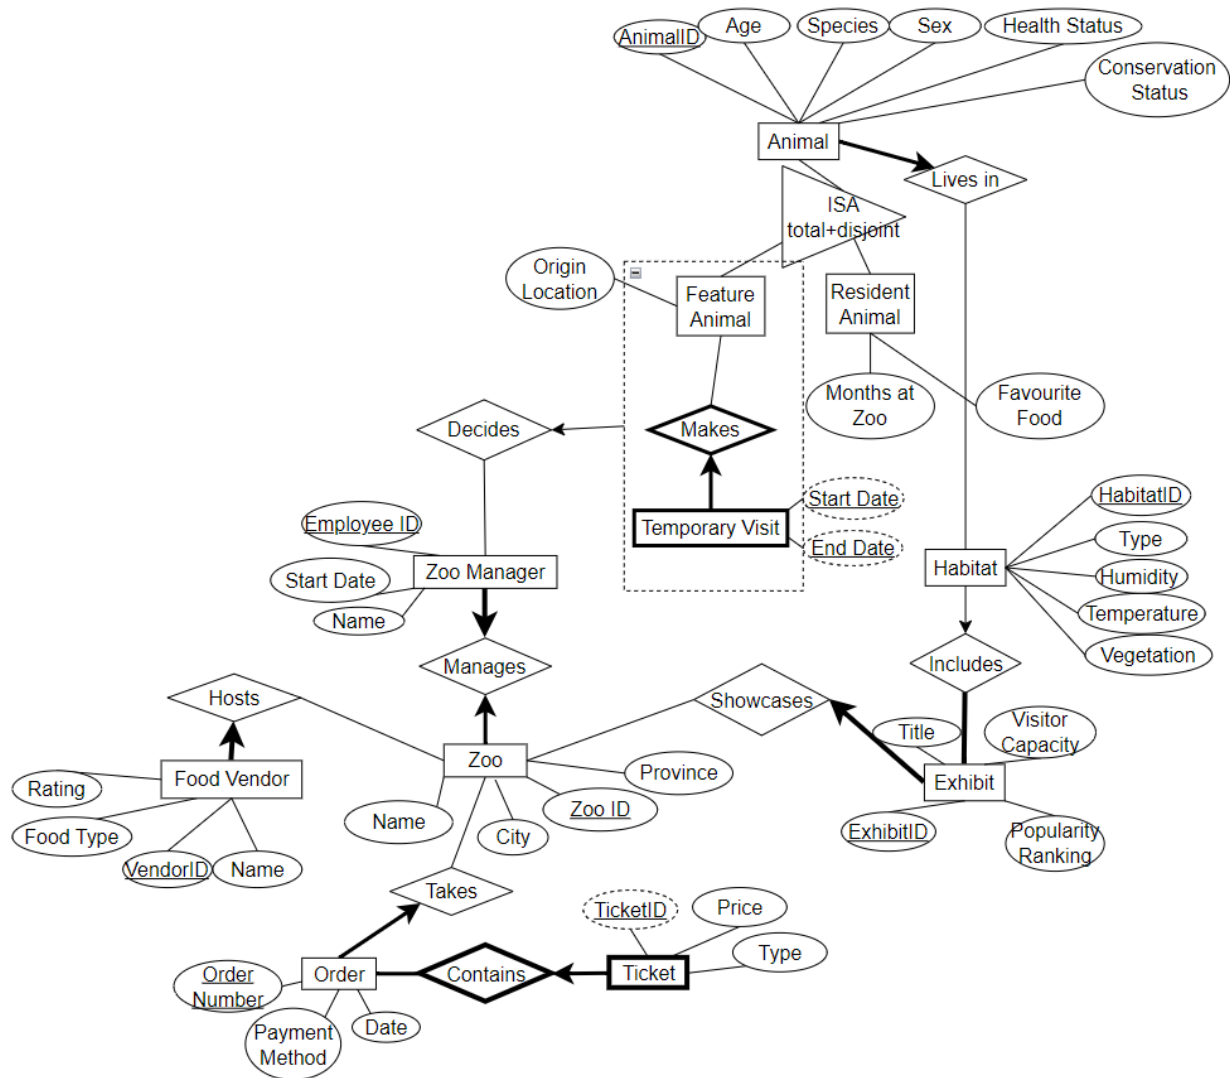 AnimalID
Age
Species
Sex
Health Status
Conservation
Status
Animal
Lives in
ISA
total+disjoint
Origin
Location
Feature
Animal
Resident
Animal
Months at
Zoo
Favourite
Food
Decides
Makes
Start Date
Temporary Visit
End Date
Employee ID
Zoo Manager
Start Date
Name
HabitatID
Type
Habitat
Humidity
Temperature
Vegetation
Manages
Includes
Hosts
Showcases
Title
Visitor
Capacity
Food Vendor
Rating
Food Type
VendorID
Name
Zoo
Province
Name
City
Zoo ID
Exhibit
ExhibitID
Popularity
Ranking
Takes
TicketID
Price
Type
Order
Contains
Ticket
Order
Number
Payment
Method
Date